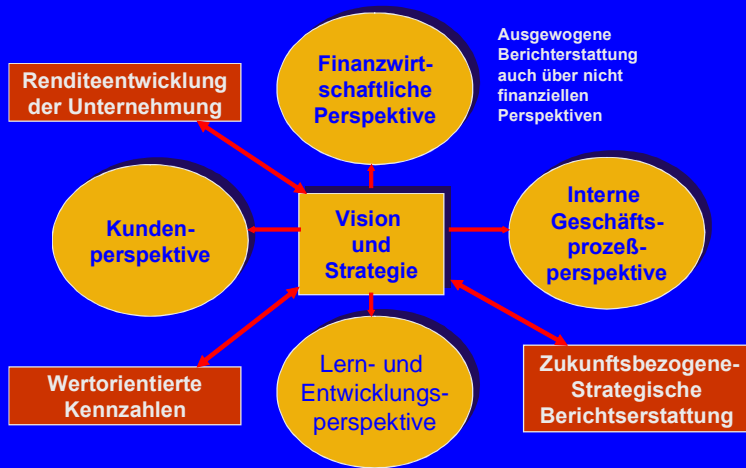 Finanzwirt-
schaftliche
Perspektive
Ausgewogene
Berichterstattung
auch über nicht
finanziellen
Perspektiven
Renditeentwicklung
der Unternehmung
Kunden-
perspektive
Vision
und
Strategie
Interne
Geschäfts-
prozeß-
perspektive
Wertorientierte
Kennzahlen
Lern- und
Entwicklungs-
perspektive
Zukunftsbezogene-
Strategische
Berichtserstattung